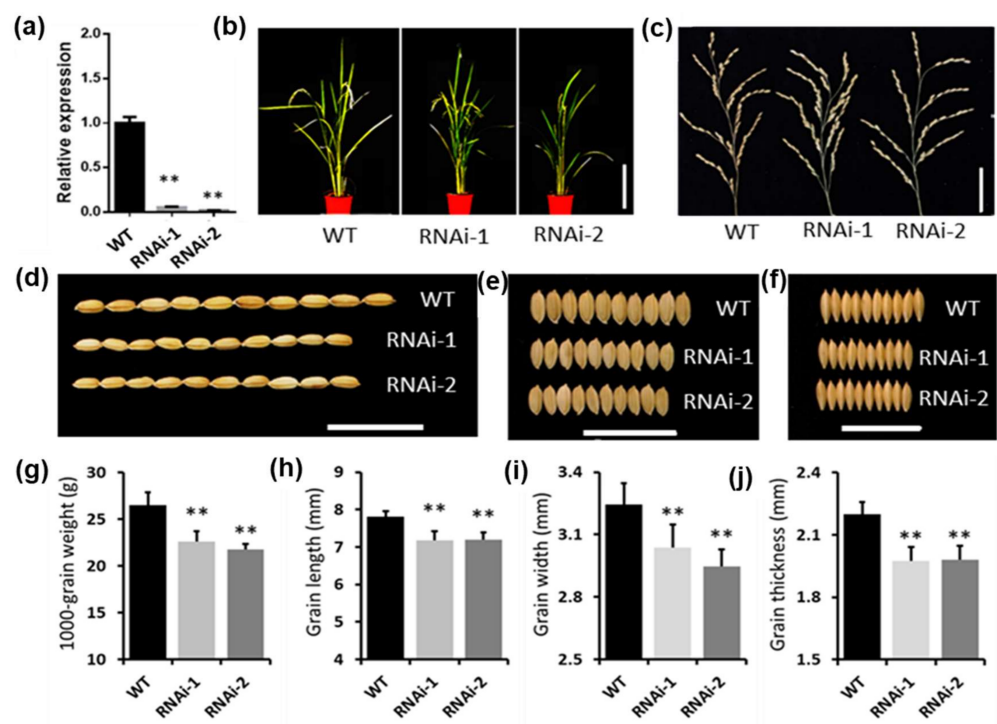 (a)
Relative expression
2.0
1.5
1.0
0.5
0.0
** **
WT RNAi-1 RNAi-2
(b)
WT RNAi-1 RNAi-2
(c)
WT RNAi-1 RNAi-2
(d)
WT
RNAi-1
RNAi-2
(e)
WT
RNAi-1
RNAi-2
(f)
WT
RNAi-1
RNAi-2
(g)
1000-grain weight (g)
30
26
25
19
20
15
10
** **
WT RNAi-1 RNAi-2
(h)
Grain length (mm)
9
8
7
6
5
4
** **
WT RNAi-1 RNAi-2
(i)
Grain width (mm)
3.4
3.1
2.8
2.5
** **
WT RNAi-1 RNAi-2
(j)
Grain thickness (mm)
2.4
2.1
1.8
1.5
** **
WT RNAi-1 RNAi-2